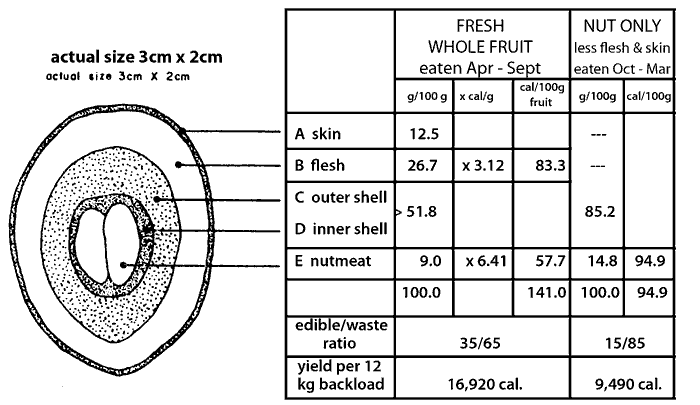 actual size 3cm x 2cm
actual size 3cm X 2cm
FRESH
WHOLE FRUIT
eaten Apr - Sept
NUT ONLY
less flesh & skin
eaten Oct - Mar
g/100 g x cal/g cal/100g fruit g/100g cal/100g
A skin 12.5 ---
B flesh 26.7 x 3.12 83.3 ---
C outer shell
> 51.8 85.2
D inner shell
E nutmeat 9.0 x 6.41 57.7 14.8 94.9
100.0 141.0 100.0 94.9
edible/waste
ratio 35/65 15/85
yield per 12
kg backload 16,920 cal. 9,490 cal.